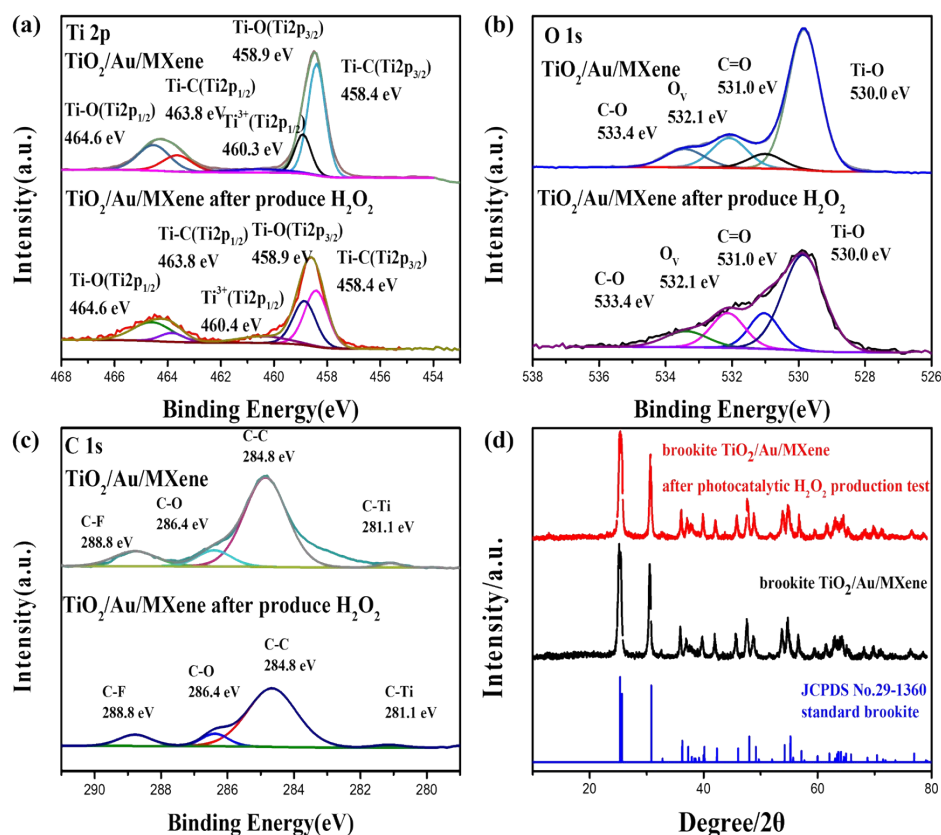 (a)
Ti 2p
TiO2/Au/MXene
Ti-O(Ti2p3/2)
458.9 eV
Ti-C(Ti2p3/2)
458.4 eV
Ti-C(Ti2p1/2)
463.8 eV
Ti-O(Ti2p1/2)
464.6 eV
Ti3+(Ti2p1/2)
460.3 eV
TiO2/Au/MXene after produce H2O2
Ti-C(Ti2p1/2)
463.8 eV
Ti-O(Ti2p3/2)
458.9 eV
Ti-C(Ti2p3/2)
458.4 eV
Ti-O(Ti2p1/2)
464.6 eV
Ti3+(Ti2p1/2)
460.4 eV
Intensity(a.u.)
468 466 464 462 460 458 456 454
Binding Energy(eV)
(b)
O 1s
TiO2/Au/MXene
C=O
531.0 eV
Ti-O
530.0 eV
OV
532.1 eV
C-O
533.4 eV
TiO2/Au/MXene after produce H2O2
C=O
531.0 eV
Ti-O
530.0 eV
OV
532.1 eV
C-O
533.4 eV
Intensity(a.u.)
538 536 534 532 530 528 526
Binding Energy(eV)
(c)
C 1s
TiO2/Au/MXene
C-C
284.8 eV
C-O
286.4 eV
C-F
288.8 eV
C-Ti
281.1 eV
TiO2/Au/MXene after produce H2O2
C-C
284.8 eV
C-O
286.4 eV
C-F
288.8 eV
C-Ti
281.1 eV
Intensity(a.u.)
290 288 286 284 282 280
Binding Energy(eV)
(d)
brookite TiO2/Au/MXene
after photocatalytic H2O2 production test
brookite TiO2/Au/MXene
JCPDS No.29-1360
standard brookite
Intensity/a.u.
20 30 40 50 60 70 80
Degree/2θ